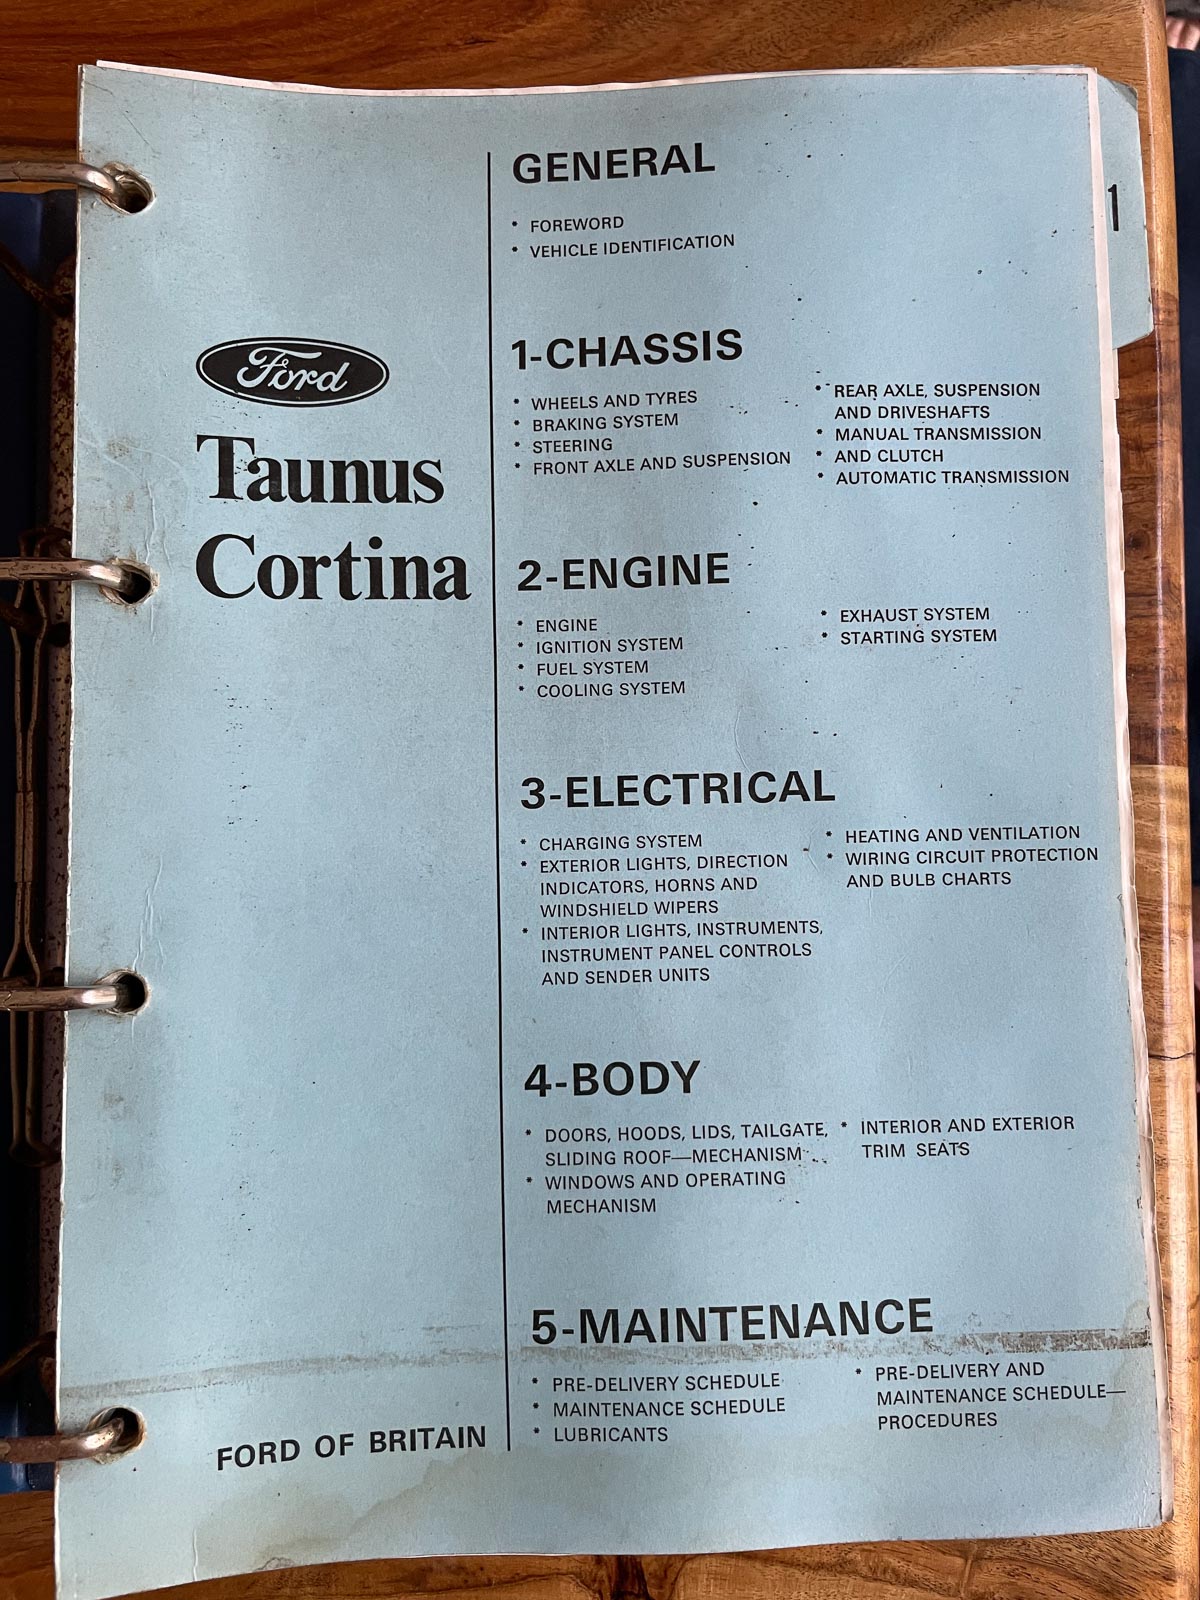 Ford
Taunus
Cortina
FORD OF BRITAIN
GENERAL
* FOREWORD
* VEHICLE IDENTIFICATION
1-CHASSIS
* WHEELS AND TYRES
* BRAKING SYSTEM
* STEERING
* FRONT AXLE AND SUSPENSION
* REAR AXLE, SUSPENSION
AND DRIVESHAFTS
* MANUAL TRANSMISSION
* AND CLUTCH
* AUTOMATIC TRANSMISSION
2-ENGINE
* ENGINE
* IGNITION SYSTEM
* FUEL SYSTEM
* COOLING SYSTEM
* EXHAUST SYSTEM
* STARTING SYSTEM
3-ELECTRICAL
* CHARGING SYSTEM
* EXTERIOR LIGHTS, DIRECTION
INDICATORS, HORNS AND
WINDSHIELD WIPERS
* INTERIOR LIGHTS, INSTRUMENTS,
INSTRUMENT PANEL CONTROLS
AND SENDER UNITS
* HEATING AND VENTILATION
* WIRING CIRCUIT PROTECTION
AND BULB CHARTS
4-BODY
* DOORS, HOODS, LIDS, TAILGATE,
SLIDING ROOF—MECHANISM
* WINDOWS AND OPERATING
MECHANISM
* INTERIOR AND EXTERIOR
TRIM SEATS
5-MAINTENANCE
* PRE-DELIVERY SCHEDULE
* MAINTENANCE SCHEDULE
* LUBRICANTS
* PRE-DELIVERY AND
MAINTENANCE SCHEDULE—
PROCEDURES
1